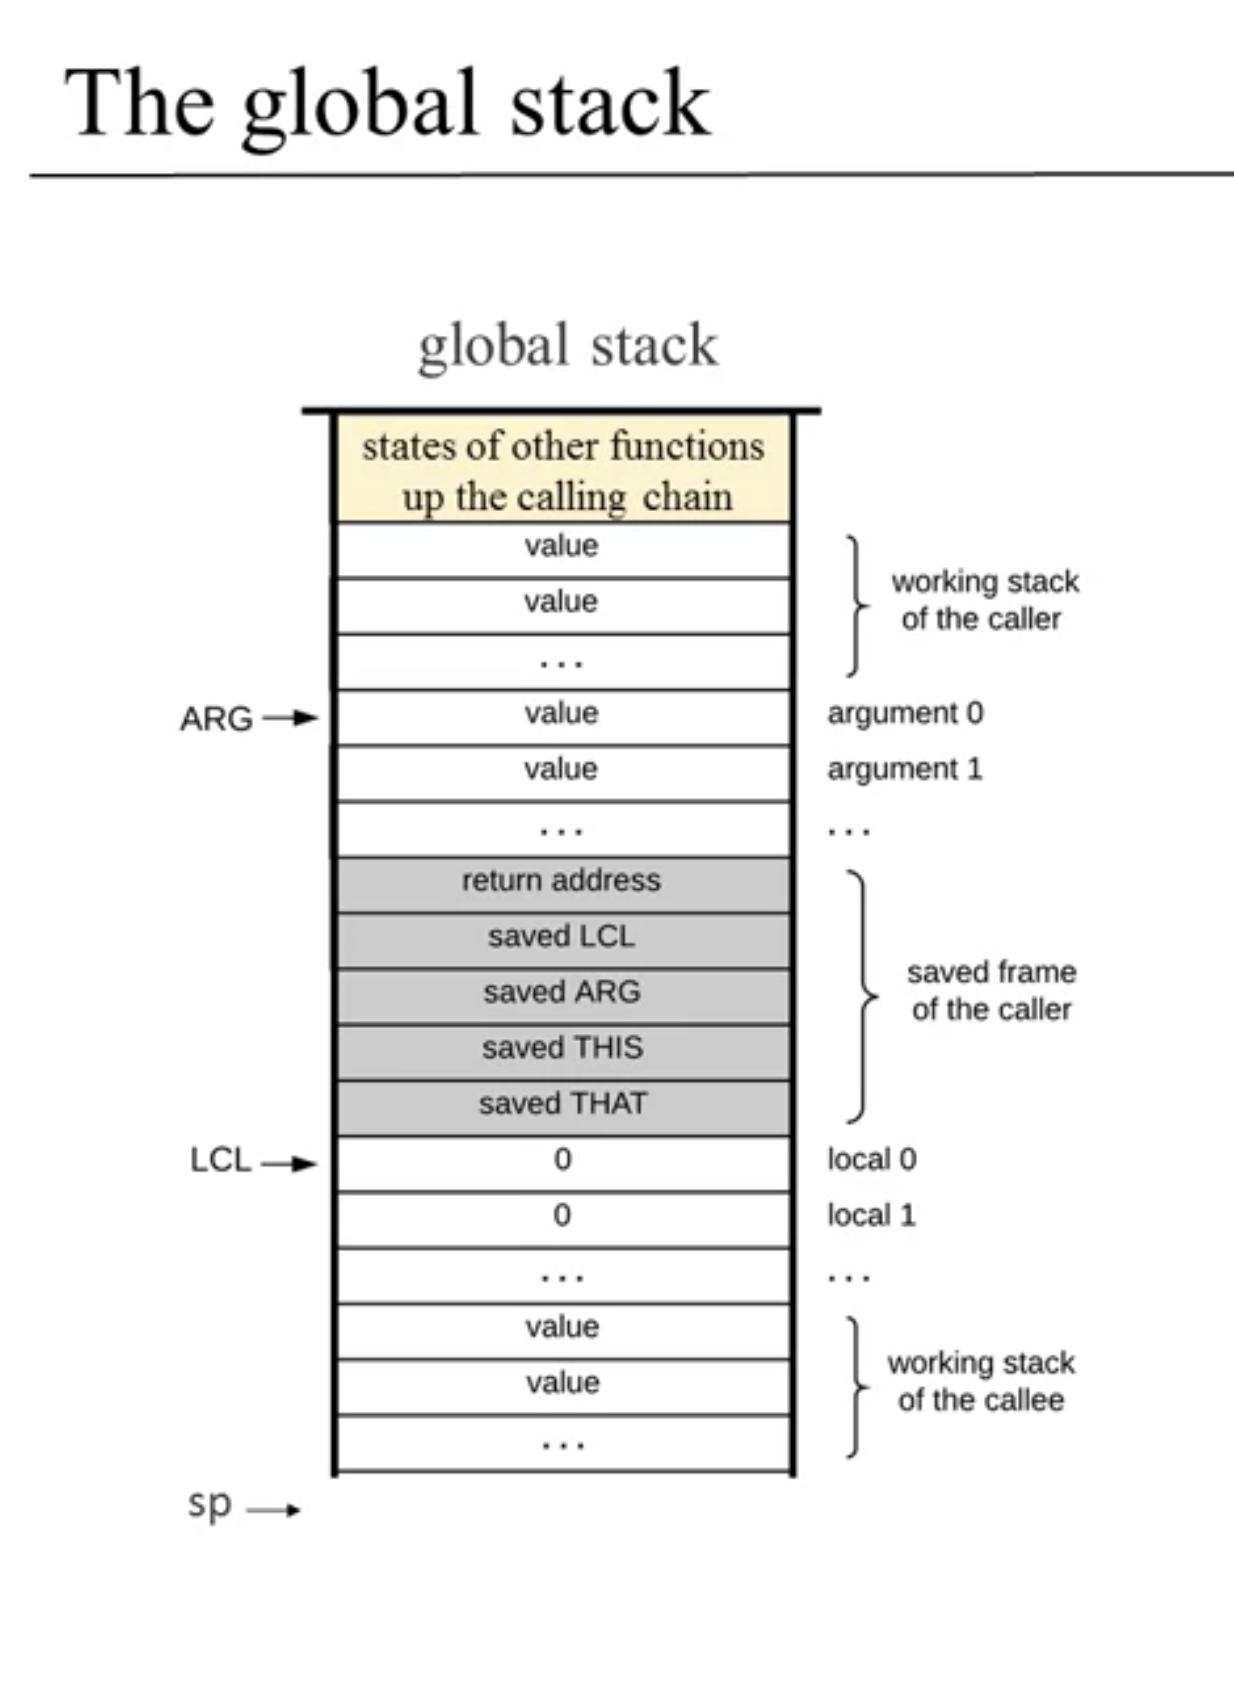 The global stack
global stack
states of other functions
up the calling chain
value
value
...
working stack
of the caller
ARG
value
argument 0
value
argument 1
...
...
return address
saved LCL
saved ARG
saved THIS
saved THAT
saved frame
of the caller
LCL
0
local 0
0
local 1
...
...
value
value
...
working stack
of the callee
sp